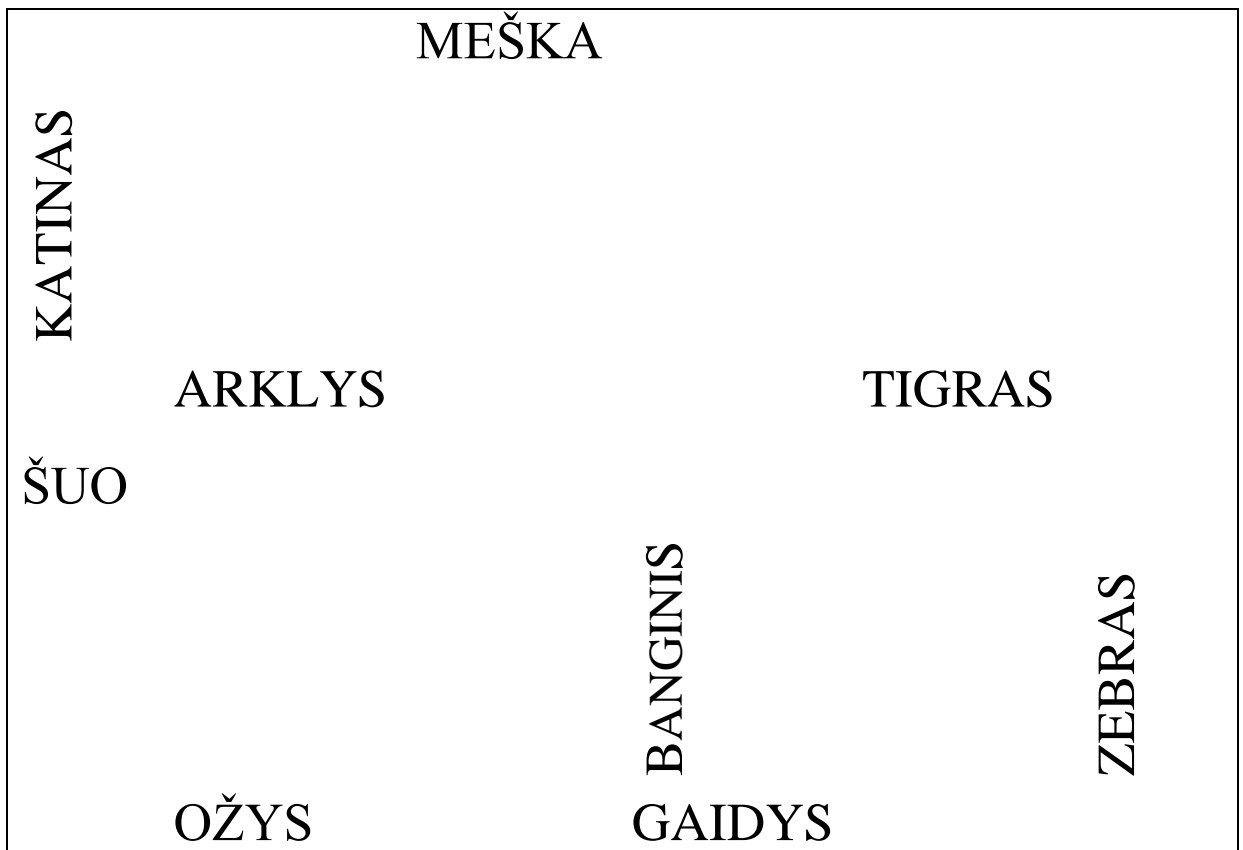 MEŠKA
KATINAS
ARKLYS
TIGRAS
ŠUO
BANGINIS
ZEBRAS
OŽYS
GAIDYS